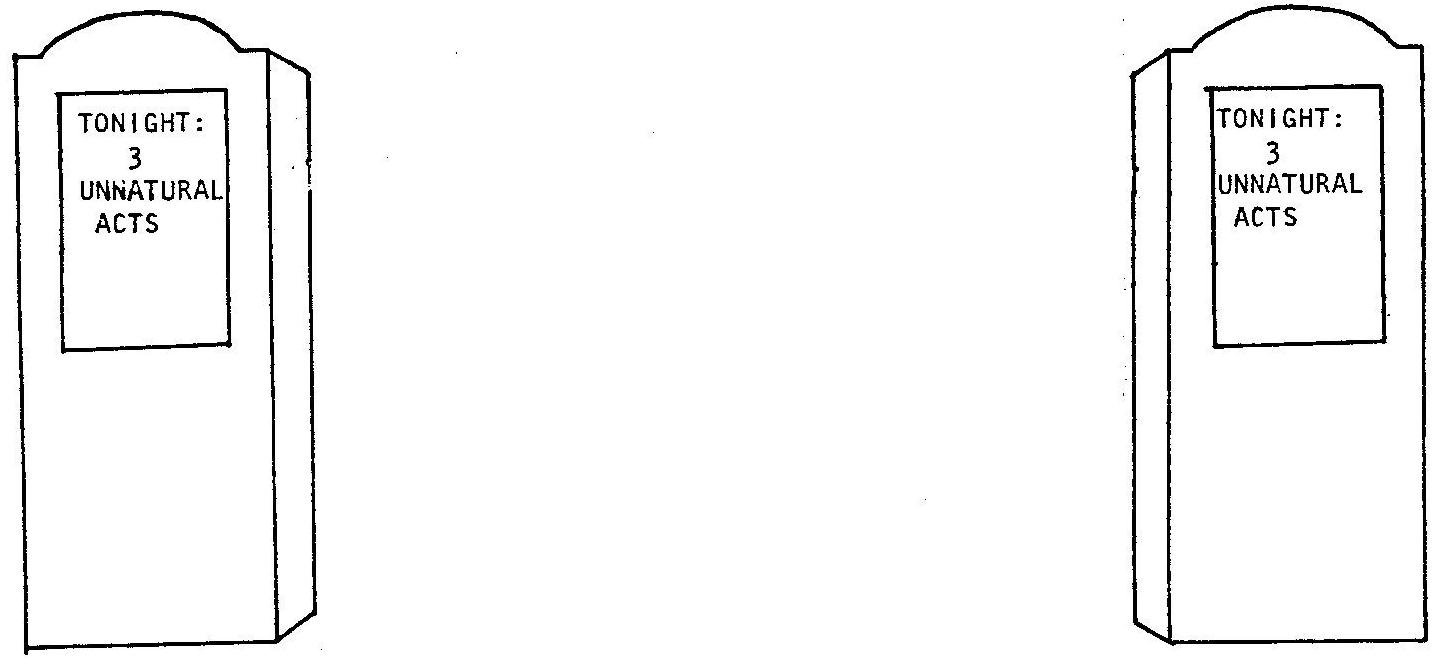 TONIGHT:
3
UNNATURAL
ACTS
TONIGHT:
3
UNNATURAL
ACTS